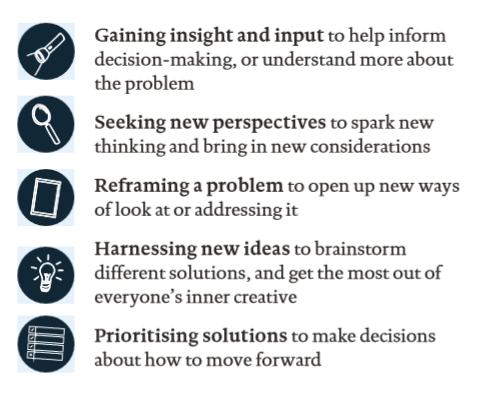 Gaining insight and input to help inform
decision-making, or understand more about
the problem
Seeking new perspectives to spark new
thinking and bring in new considerations
Reframing a problem to open up new ways
of look at or addressing it
Harnessing new ideas to brainstorm
different solutions, and get the most out of
everyone’s inner creative
Prioritising solutions to make decisions
about how to move forward